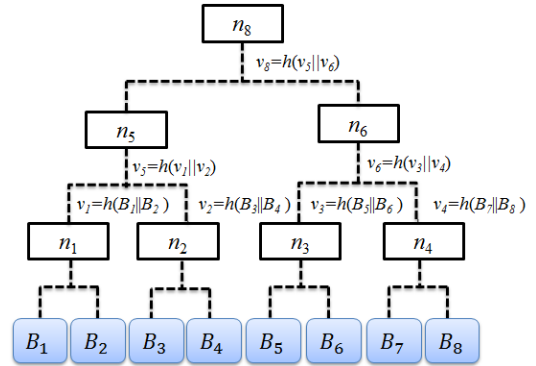 n₈
v₈=h(v₅||v₆)
n₅ n₆
v₅=h(v₁||v₂) v₆=h(v₃||v₄)
v₁=h(B₁||B₂ ) v₂=h(B₃||B₄ ) v₃=h(B₅||B₆ ) v₄=h(B₇||B₈ )
n₁ n₂ n₃ n₄
B₁ B₂ B₃ B₄ B₅ B₆ B₇ B₈